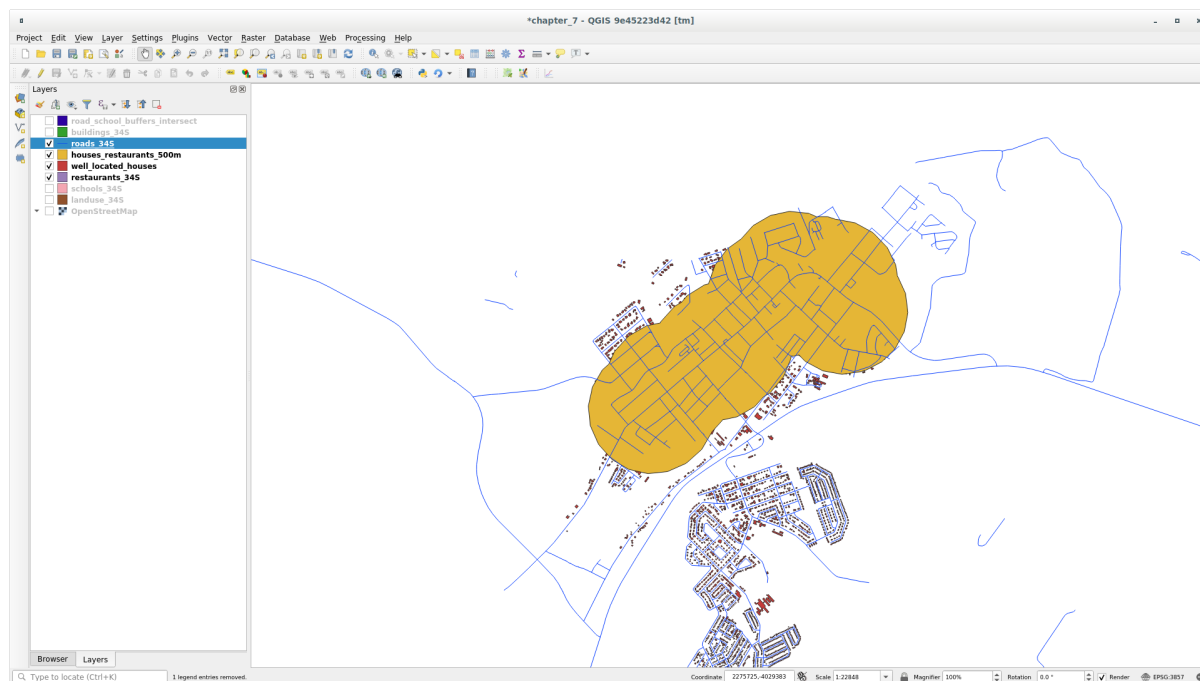 *chapter_7 - QGIS 9e45223d42 [tm]
Project Edit View Layer Settings Plugins Vector Raster Database Web Processing Help
Layers
road_school_buffers_intersect
buildings_34S
roads_34S
houses_restaurants_500m
well_located_houses
restaurants_34S
schools_34S
landuse_34S
OpenStreetMap
Browser Layers
Type to locate (Ctrl+K) 1 legend entries removed. Coordinate 2275725,-4029383 Scale 1:22848 Magnifier 100% Rotation 0.0 ° Render EPSG:3857